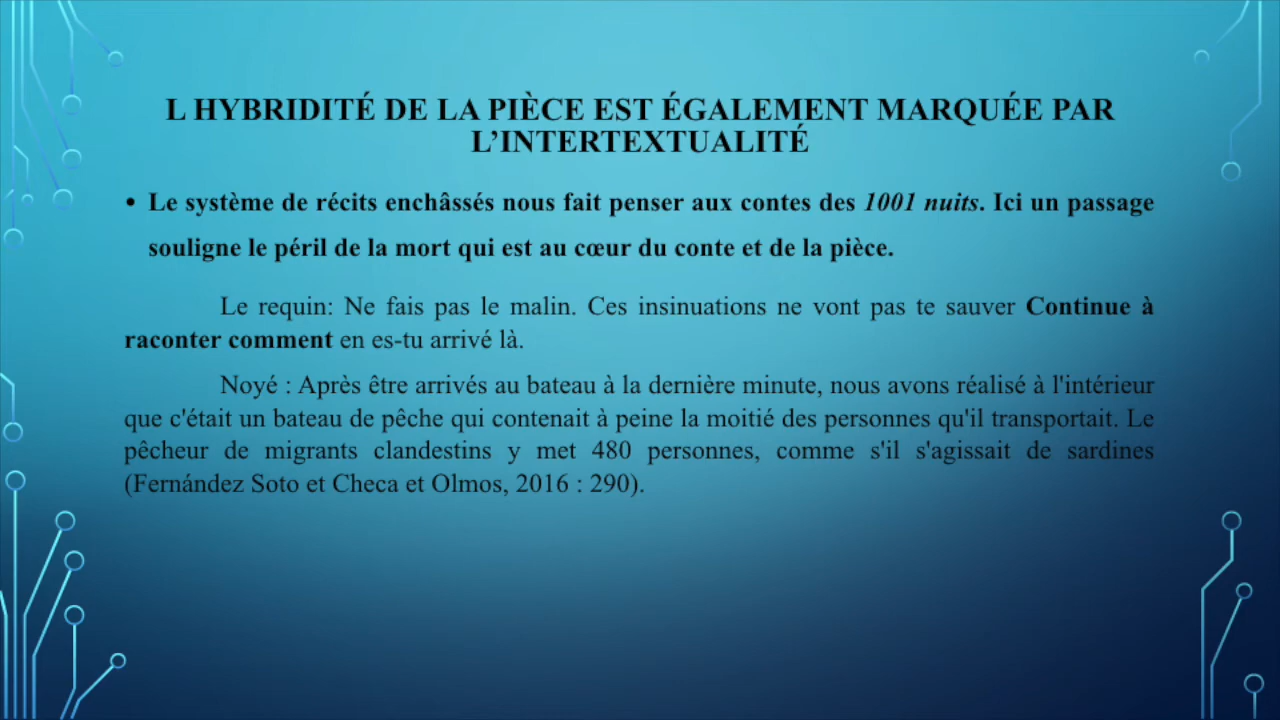 L HYBRIDITÉ DE LA PIÈCE EST ÉGALEMENT MARQUÉE PAR
L'INTERTEXTUALITÉ
• Le système de récits enchâssés nous fait penser aux contes des 1001 nuits. Ici un passage
souligne le péril de la mort qui est au cœur du conte et de la pièce.
Le requin: Ne fais pas le malin. Ces insinuations ne vont pas te sauver Continue à
raconter comment en es-tu arrivé là.
Noyé : Après être arrivés au bateau à la dernière minute, nous avons réalisé à l'intérieur
que c'était un bateau de pêche qui contenait à peine la moitié des personnes qu'il transportait. Le
pêcheur de migrants clandestins y met 480 personnes, comme s'il s'agissait de sardines
(Fernández Soto et Checa et Olmos, 2016 : 290).